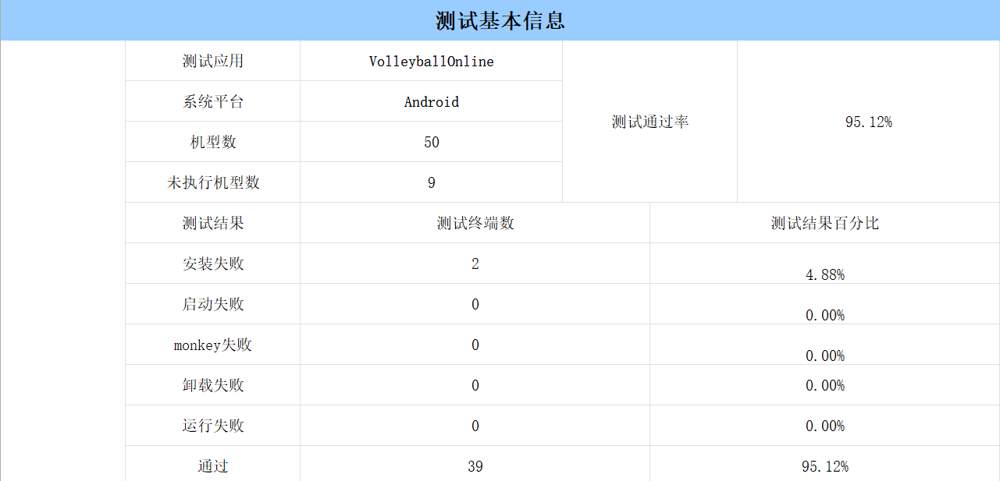 测试基本信息
测试应用 VolleyballOnline
系统平台 Android
测试通过率 95.12%
机型数 50
未执行机型数 9
测试结果 测试终端数 测试结果百分比
安装失败 2 4.88%
启动失败 0 0.00%
monkey失败 0 0.00%
卸载失败 0 0.00%
运行失败 0 0.00%
通过 39 95.12%